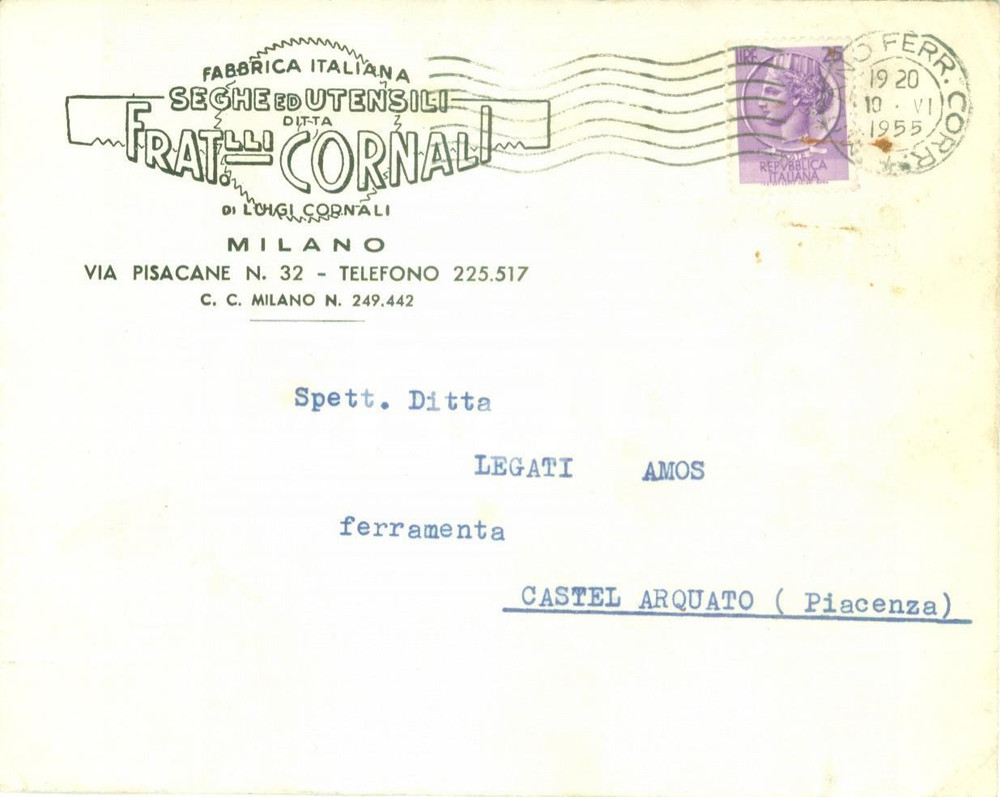 FABBRICA ITALIANA
SEGHE ED UTENSILI
DITTA
FRAT.LLI CORNALI
DI LUIGI CORNALI
MILANO
VIA PISACANE N. 32 - TELEFONO 225.517
C. C. MILANO N. 249.442
LIRE 25
REPVBBLICA
ITALIANA
O FERR. CORR.
19 20
10 · VI
1955
Spett. Ditta
LEGATI AMOS
ferramenta
CASTEL ARQUATO ( Piacenza)